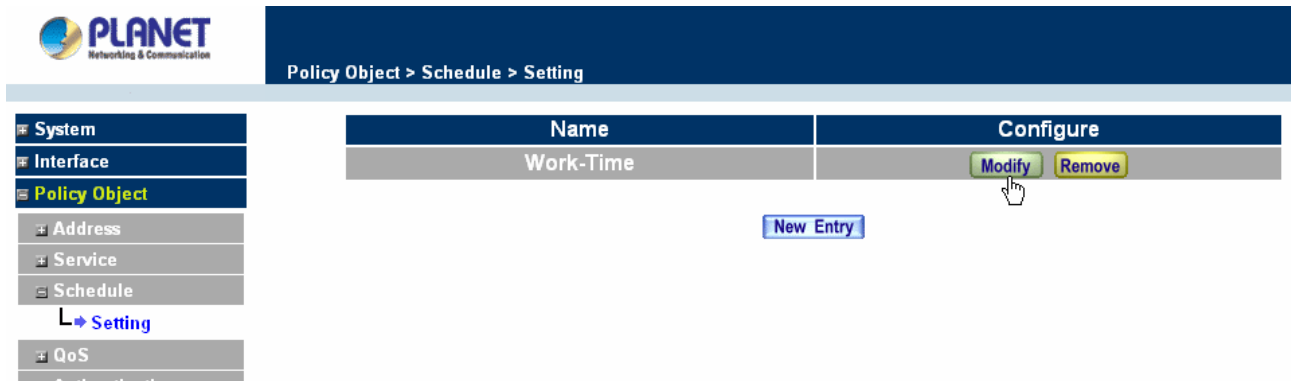 PLANET
Networking & Communication
Policy Object > Schedule > Setting
System
Interface
Policy Object
Address
Service
Schedule
Setting
QoS
Name Configure
Work-Time Modify Remove
New Entry